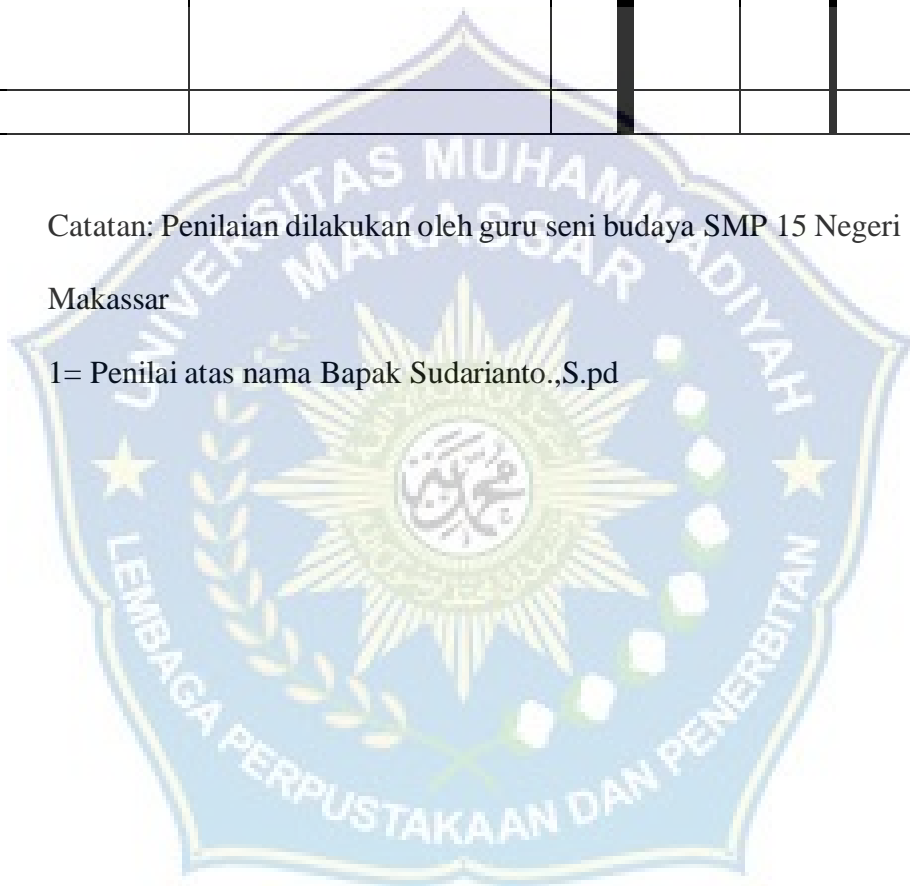 Catatan: Penilaian dilakukan oleh guru seni budaya SMP 15 Negeri
Makassar
1= Penilai atas nama Bapak Sudarianto.,S.pd
UNIVERSITAS MUHAMMADIYAH
MAKASSAR
LEMBAGA PERPUSTAKAAN DAN PENERBITAN